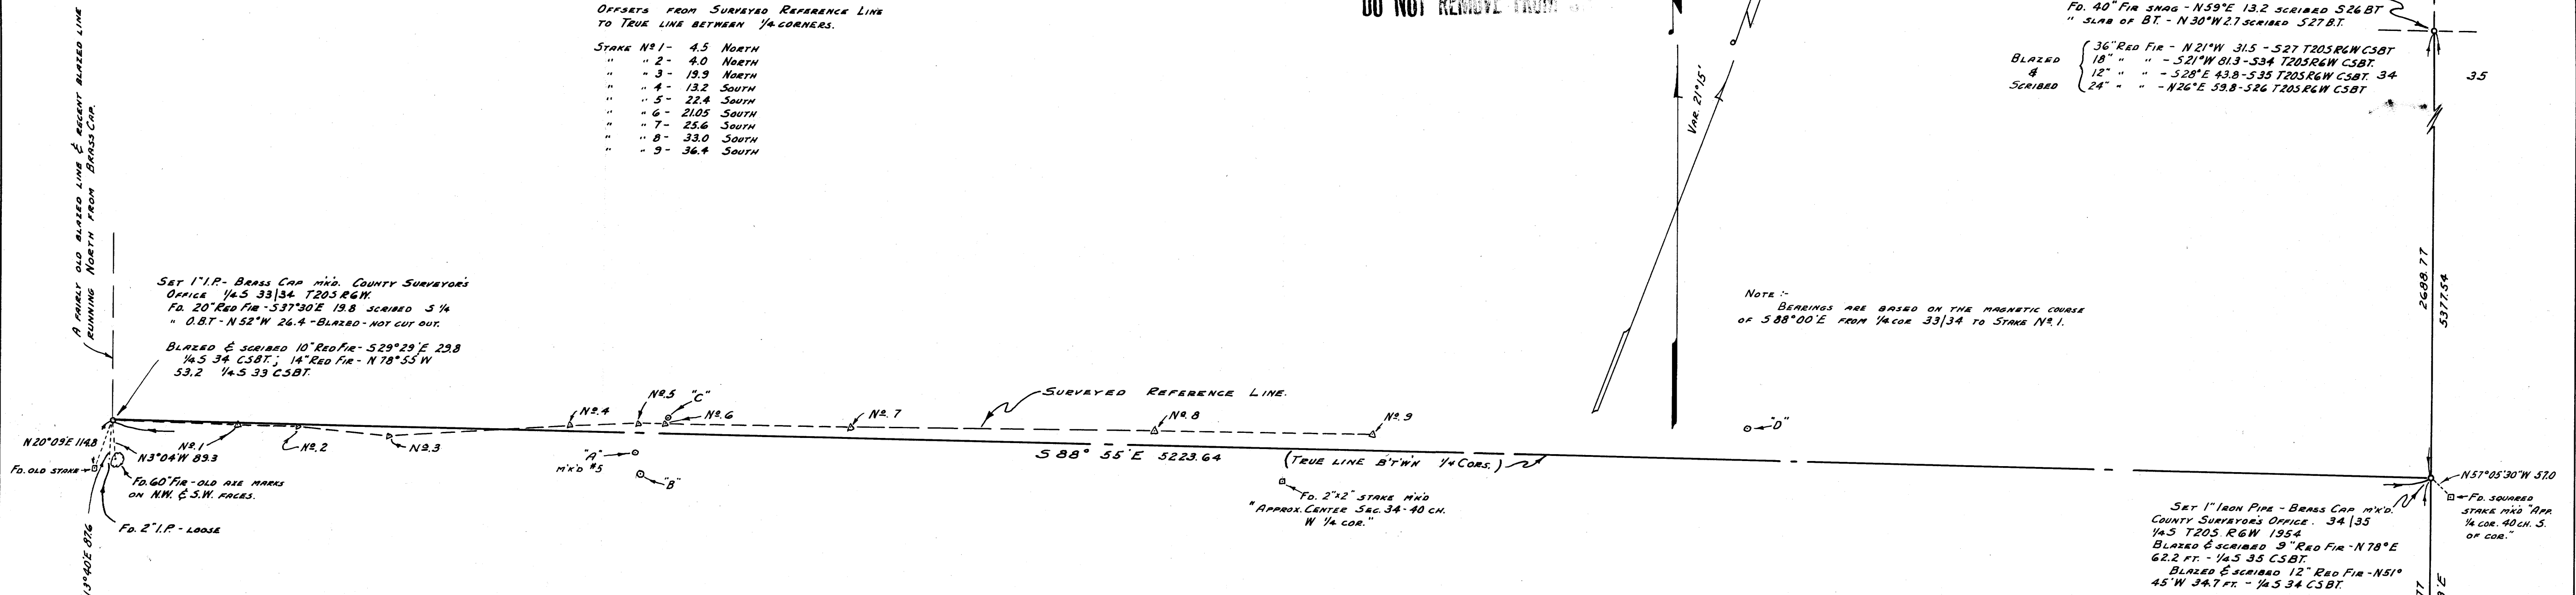 A FAIRLY OLD BLAZED LINE & RECENT BLAZED LINE
RUNNING NORTH FROM BRASS CAP.
OFFSETS FROM SURVEYED REFERENCE LINE
TO TRUE LINE BETWEEN 1/4 CORNERS.
STAKE Nº 1 - 4.5 NORTH
" " 2 - 4.0 NORTH
" " 3 - 19.9 NORTH
" " 4 - 13.2 SOUTH
" " 5 - 22.4 SOUTH
" " 6 - 21.05 SOUTH
" " 7 - 25.6 SOUTH
" " 8 - 33.0 SOUTH
" " 9 - 36.4 SOUTH
DO NOT REMOVE FROM
VAR. 21°15'
FD. 40" FIR SNAG - N59°E 13.2 SCRIBED S26 BT
" SLAB OF BT. - N30°W 2.7 SCRIBED S27 B.T.
BLAZED
&
SCRIBED
36" RED FIR - N21°W 31.5 - S27 T20S R6W CSBT
18" " " - S21°W 81.3 - S34 T20S R6W CSBT.
12" " " - S28°E 43.8 - S35 T20S R6W CSBT.
24" " " - N26°E 59.8 - S26 T20S R6W CSBT
34
35
2688.77
5377.54
SET 1" I.P. - BRASS CAP MKD. COUNTY SURVEYOR'S
OFFICE 1/4 S 33|34 T20S R6W.
FD. 20" RED FIR - S37°30'E 19.8 SCRIBED S 1/4
" O.B.T - N52°W 26.4 - BLAZED - NOT CUT OUT.
BLAZED & SCRIBED 10" RED FIR - S29°29'E 29.8
1/4 S 34 CSBT.; 14" RED FIR - N78°55'W
53.2 1/4 S 33 CSBT.
NOTE :-
BEARINGS ARE BASED ON THE MAGNETIC COURSE
OF S88°00'E FROM 1/4 COR 33|34 TO STAKE Nº 1.
SURVEYED REFERENCE LINE.
Nº.1
Nº.2
Nº.3
Nº.4
Nº.5
"C"
Nº.6
Nº.7
Nº.8
Nº.9
"D"
"A"
MK'D #5
"B"
S 88° 55'E 5223.64
(TRUE LINE B'TW'N 1/4 CORS.)
N20°09'E 114.8
N3°04'W 89.3
FD. OLD STAKE
FD. 60" FIR - OLD AXE MARKS
ON N.W. & S.W. FACES.
FD. 2" I.P. - LOOSE
13°40'E 87.6
FD. 2"x2" STAKE MK'D
"APPROX. CENTER SEC. 34-40 CH.
W 1/4 COR."
N57°05'30"W 57.0
FD. SQUARED
STAKE MKD "APP.
1/4 COR. 40 CH. S.
OF COR."
SET 1" IRON PIPE - BRASS CAP M'K'D.
COUNTY SURVEYOR'S OFFICE. 34|35
1/4 S T20S. R6W 1954
BLAZED & SCRIBED 9" RED FIR - N78°E
62.2 FT. - 1/4 S 35 CSBT.
BLAZED & SCRIBED 12" RED FIR - N51°
45'W 34.7 FT. - 1/4 S 34 CSBT.